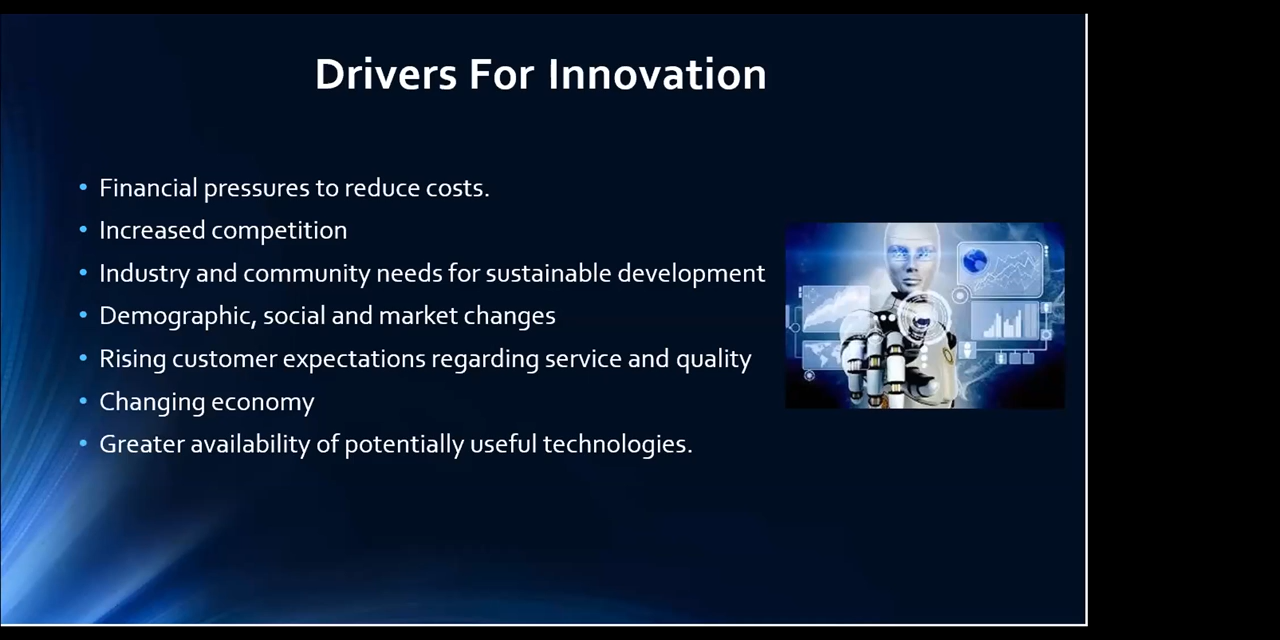 Drivers For Innovation
• Financial pressures to reduce costs.
• Increased competition
• Industry and community needs for sustainable development
• Demographic, social and market changes
• Rising customer expectations regarding service and quality
• Changing economy
• Greater availability of potentially useful technologies.